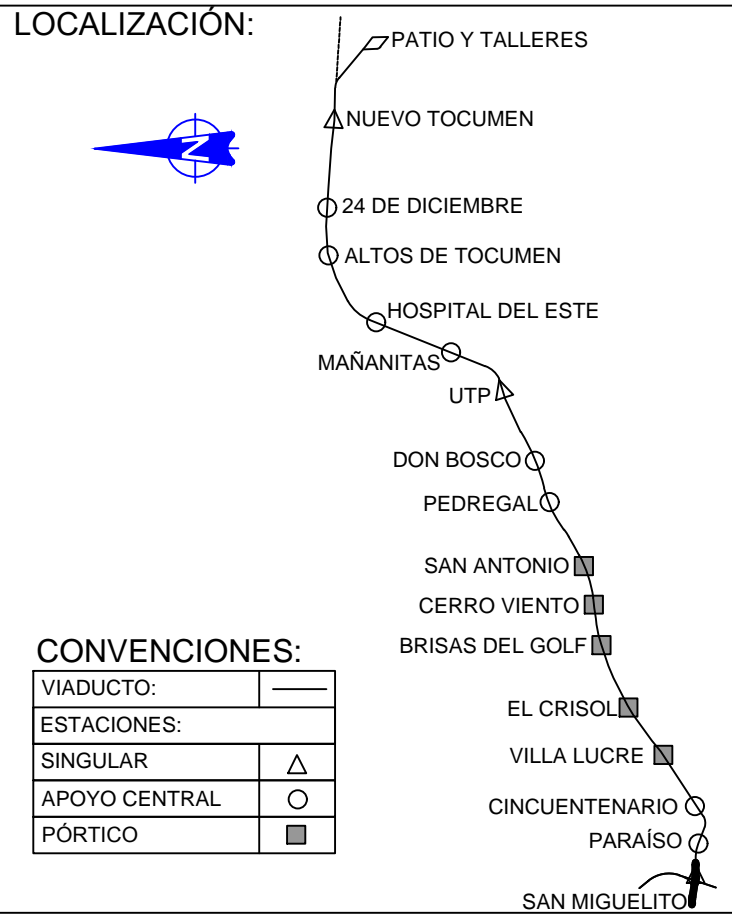 LOCALIZACIÓN:
PATIO Y TALLERES
NUEVO TOCUMEN
N
24 DE DICIEMBRE
ALTOS DE TOCUMEN
HOSPITAL DEL ESTE
MAÑANITAS
UTP
DON BOSCO
PEDREGAL
SAN ANTONIO
CERRO VIENTO
BRISAS DEL GOLF
EL CRISOL
VILLA LUCRE
CINCUENTENARIO
PARAÍSO
SAN MIGUELITO
CONVENCIONES:
VIADUCTO:
ESTACIONES:
SINGULAR
APOYO CENTRAL
PÓRTICO